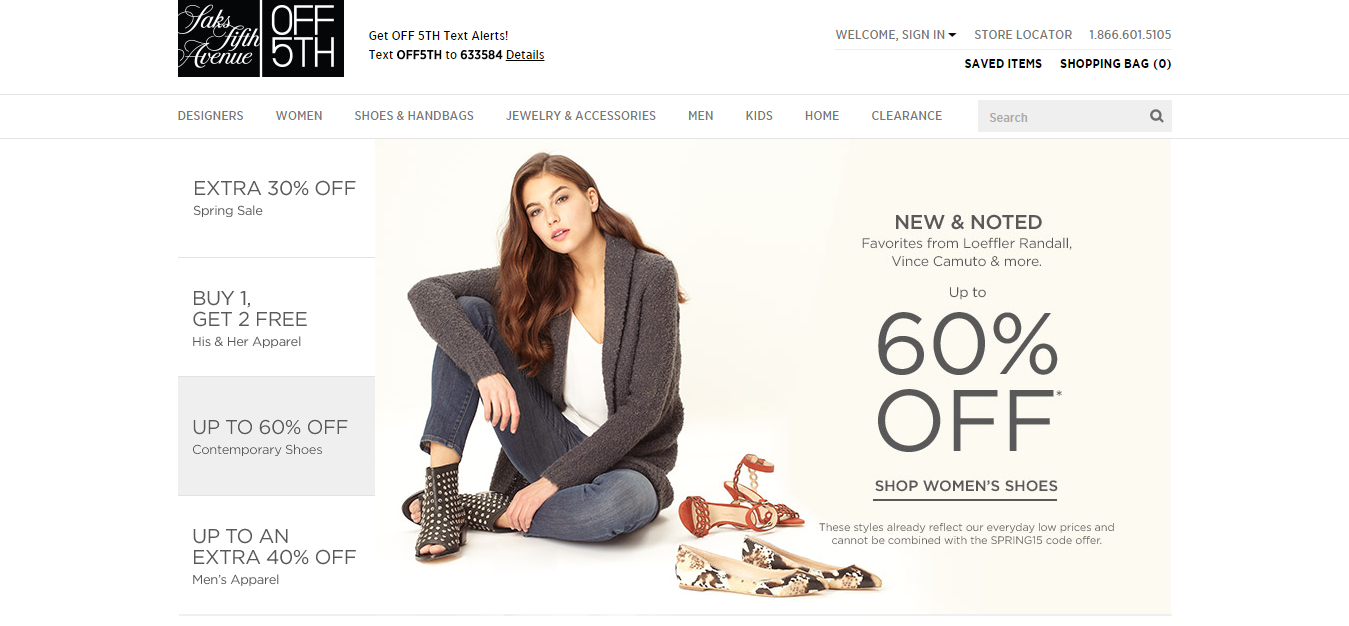 Saks
fifth
Avenue
OFF
5TH
Get OFF 5TH Text Alerts!
Text OFF5TH to 633584 Details
WELCOME, SIGN IN
STORE LOCATOR
1.866.601.5105
SAVED ITEMS
SHOPPING BAG (0)
DESIGNERS
WOMEN
SHOES & HANDBAGS
JEWELRY & ACCESSORIES
MEN
KIDS
HOME
CLEARANCE
Search
EXTRA 30% OFF
Spring Sale
BUY 1,
GET 2 FREE
His & Her Apparel
UP TO 60% OFF
Contemporary Shoes
UP TO AN
EXTRA 40% OFF
Men's Apparel
NEW & NOTED
Favorites from Loeffler Randall,
Vince Camuto & more.
Up to
60%
OFF*
SHOP WOMEN'S SHOES
These styles already reflect our everyday low prices and
cannot be combined with the SPRING15 code offer.